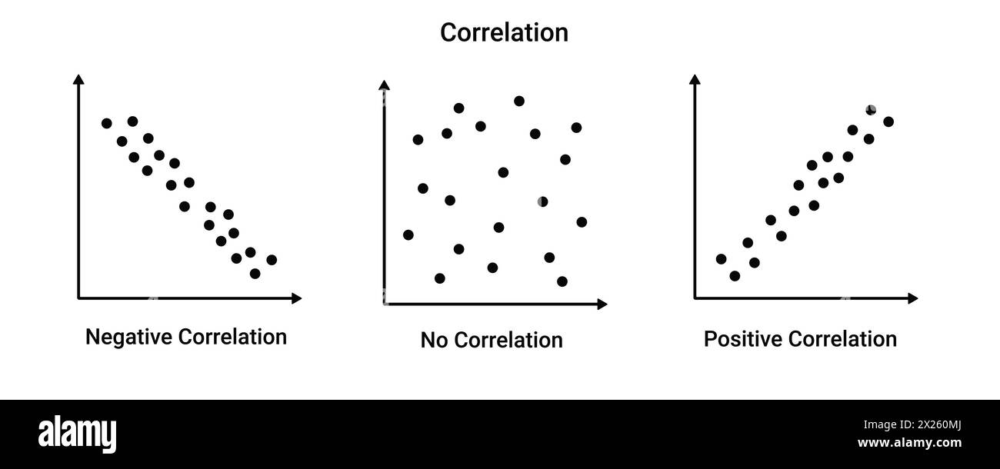 Correlation
Negative Correlation
No Correlation
Positive Correlation
alamy
Image ID: 2X260MJ
www.alamy.com